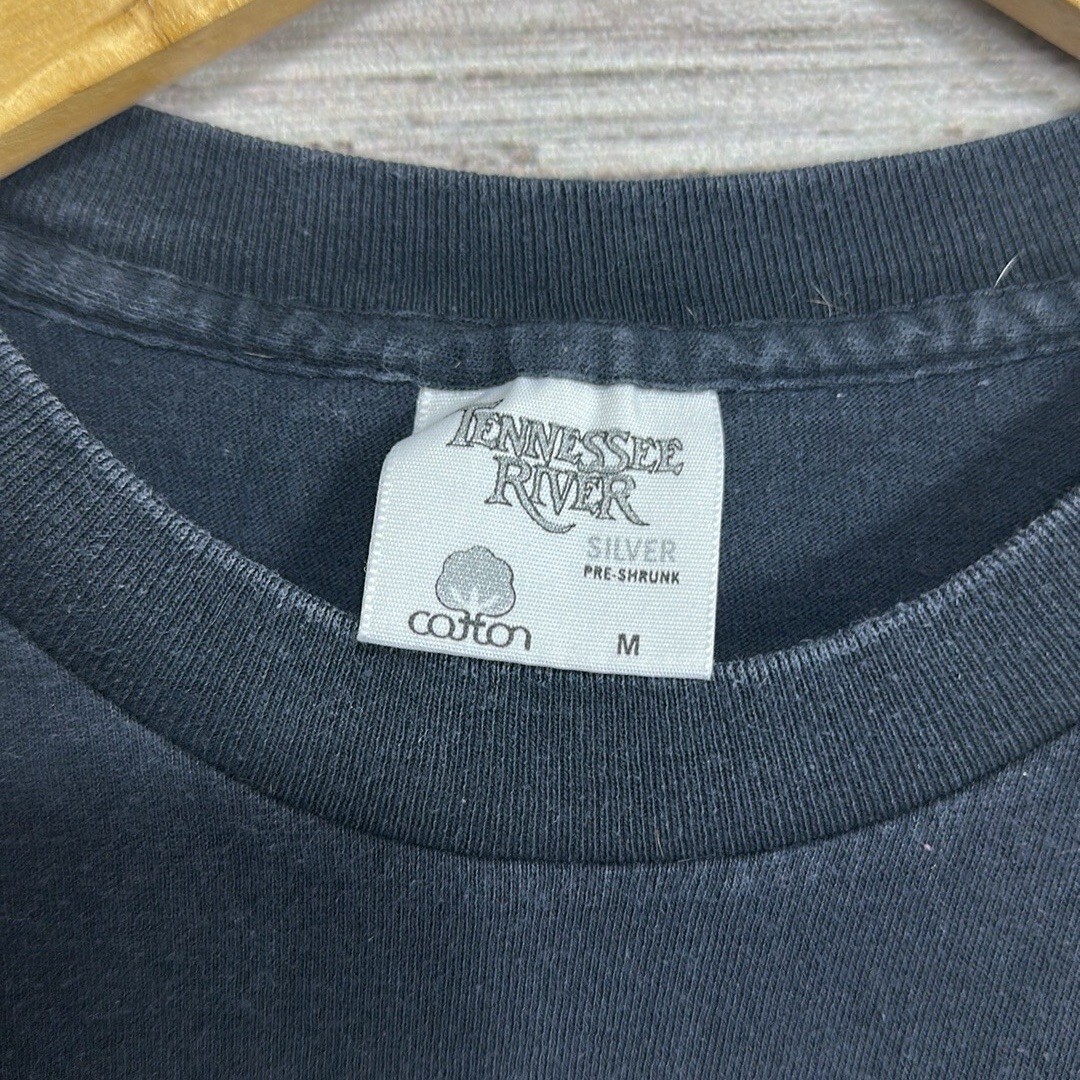 TENNESSEE
RIVER
SILVER
PRE-SHRUNK
cotton
M